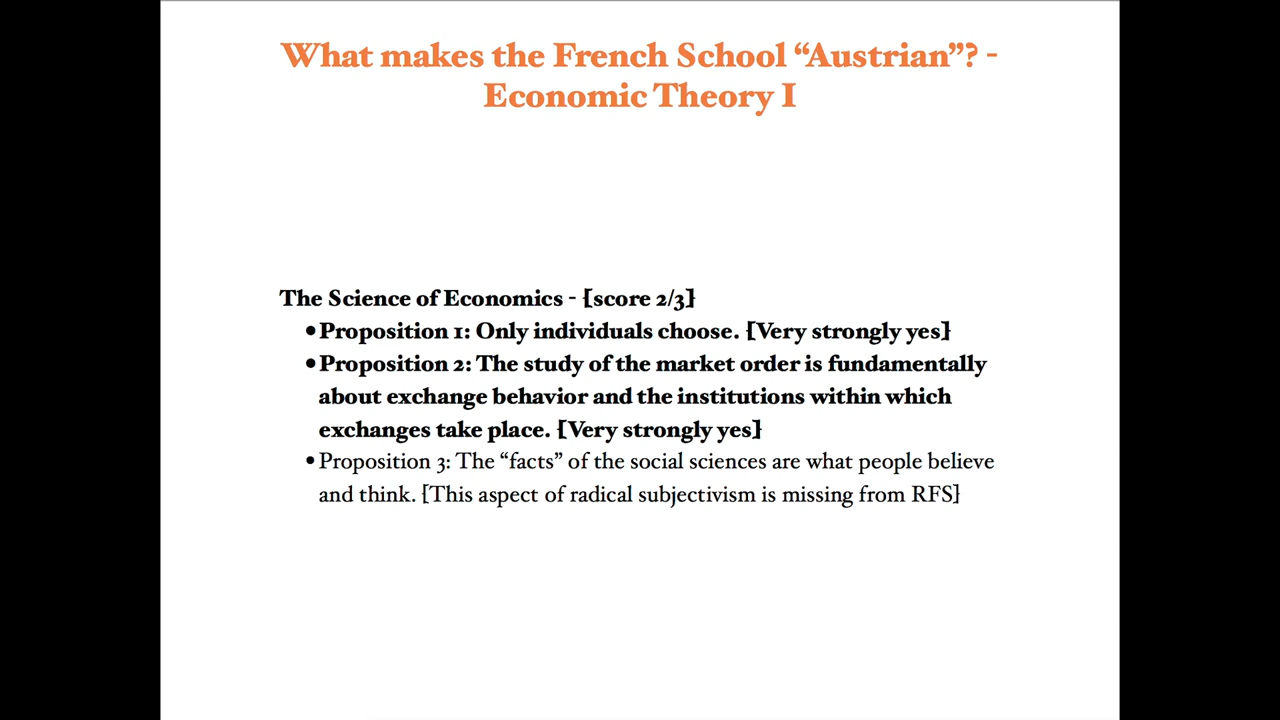 What makes the French School “Austrian”? -
Economic Theory I
The Science of Economics - {score 2/3}
•Proposition 1: Only individuals choose. {Very strongly yes}
•Proposition 2: The study of the market order is fundamentally
about exchange behavior and the institutions within which
exchanges take place. {Very strongly yes}
•Proposition 3: The “facts” of the social sciences are what people believe
and think. {This aspect of radical subjectivism is missing from RFS}